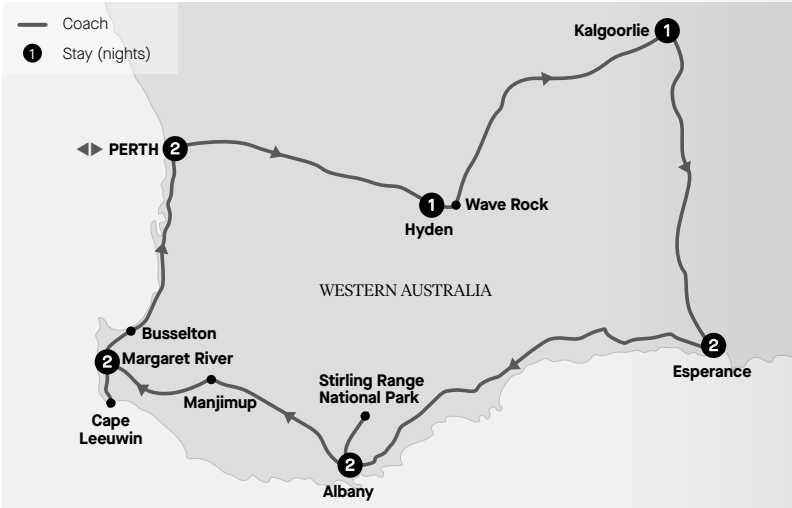 Coach
1 Stay (nights)
Kalgoorlie 1
PERTH 2
1 Wave Rock
Hyden
WESTERN AUSTRALIA
Busselton
2 Margaret River
2
Esperance
Stirling Range
National Park
Manjimup
Cape
Leeuwin
2
Albany